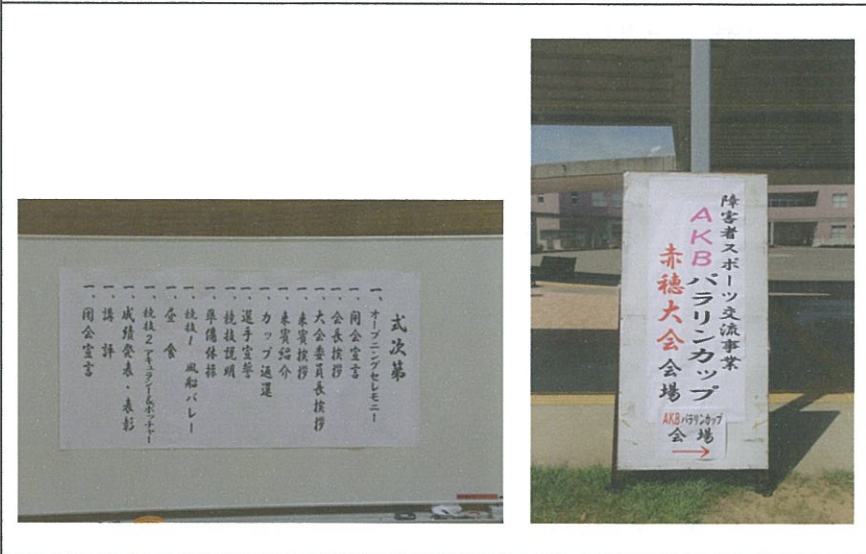 式次第
一、オープニングセレモニー
一、開会宣言
一、会長挨拶
一、大会委員長挨拶
一、来賓挨拶
一、来賓紹介
一、カップ返還
一、選手宣誓
一、競技説明
一、準備体操
一、競技1 風船バレー
一、昼食
一、競技2 アキュラシー&ボッチャー
一、成績発表・表彰
一、講評
一、閉会宣言
障害者スポーツ交流事業
AKBパラリンカップ
赤穂大会会場
AKBパラリンカップ
会場